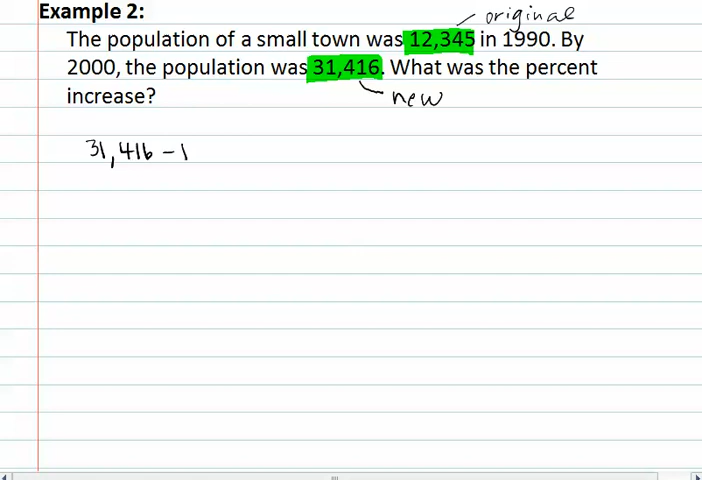 Example 2:
original
The population of a small town was 12,345 in 1990. By
2000, the population was 31,416. What was the percent
increase?
new
31,416 - 1